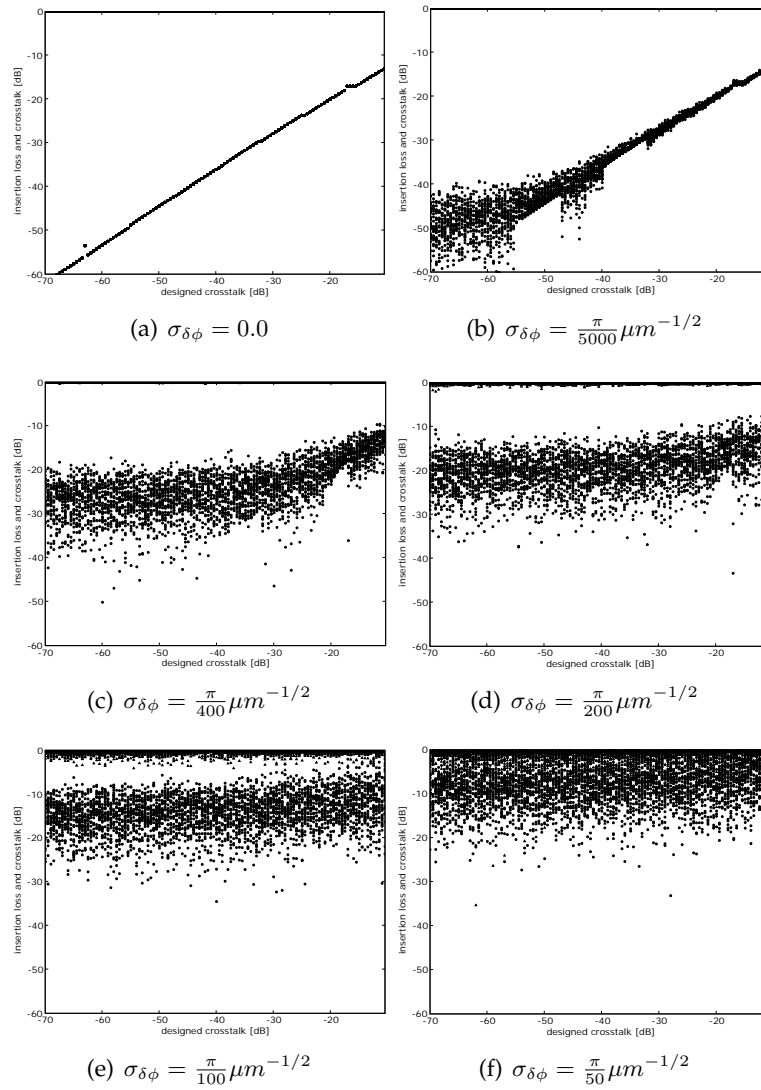 0
-10
-20
-30
-40
-50
-60
-70 -60 -50 -40 -30 -20
insertion loss and crosstalk [dB]
designed crosstalk [dB]
(a) σδϕ = 0.0
0
-10
-20
-30
-40
-50
-60
-70 -60 -50 -40 -30 -20
insertion loss and crosstalk [dB]
designed crosstalk [dB]
(b) σδϕ = π/5000 μm^−1/2
0
-10
-20
-30
-40
-50
-60
-70 -60 -50 -40 -30 -20
insertion loss and crosstalk [dB]
designed crosstalk [dB]
(c) σδϕ = π/400 μm^−1/2
0
-10
-20
-30
-40
-50
-60
-70 -60 -50 -40 -30 -20
insertion loss and crosstalk [dB]
designed crosstalk [dB]
(d) σδϕ = π/200 μm^−1/2
0
-10
-20
-30
-40
-50
-60
-70 -60 -50 -40 -30 -20
insertion loss and crosstalk [dB]
designed crosstalk [dB]
(e) σδϕ = π/100 μm^−1/2
0
-10
-20
-30
-40
-50
-60
-70 -60 -50 -40 -30 -20
insertion loss and crosstalk [dB]
designed crosstalk [dB]
(f) σδϕ = π/50 μm^−1/2